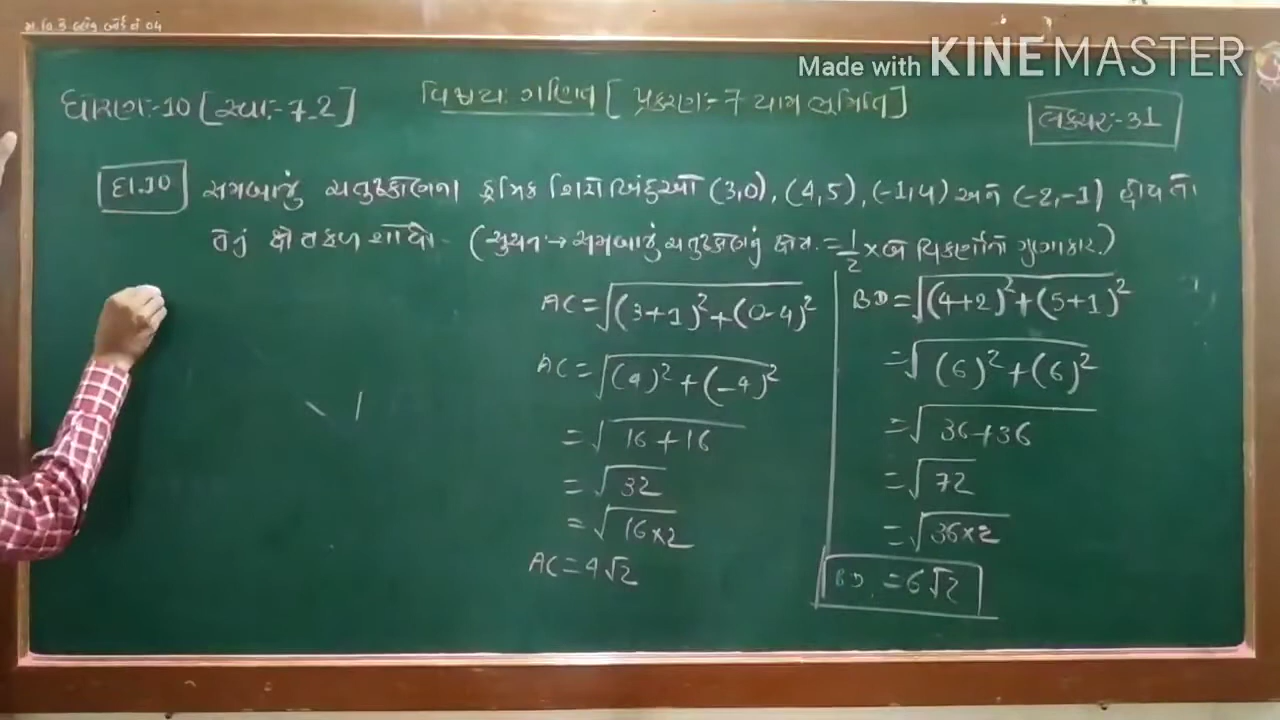 Made with KINEMASTER
ધોરણ:-10 [સ્વા:-7.2]
વિષય: ગણિત [પ્રકરણ:- 7 યામ ભૂમિતિ]
લેક્ચર:- 31
દા.10 સમબાજુ ચતુષ્કોણના ક્રમિક શિરોબિંદુઓ (3,0), (4,5), (-1,4) અને (-2,-1) હોય તો
તેનું ક્ષેત્રફળ શોધો. (સુચન:→ સમબાજુ ચતુષ્કોણનું ક્ષેત્ર. = 1/2 × બે વિકર્ણોનો ગુણાકાર.)
AC = √(3+1)² + (0-4)²
AC = √(4)² + (-4)²
= √16+16
= √32
= √16×2
AC = 4√2
BD = √(4+2)² + (5+1)²
= √(6)² + (6)²
= √36+36
= √72
= √36×2
BD = 6√2